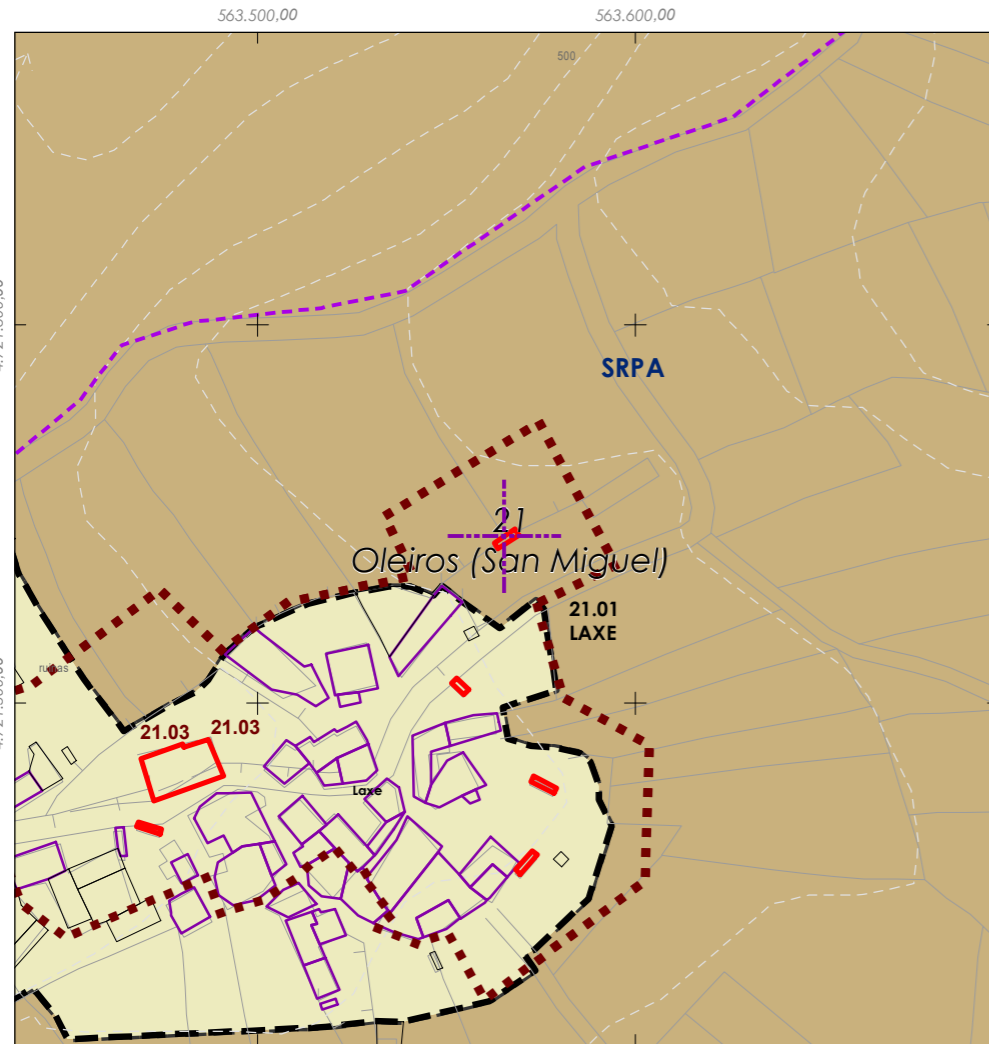 563.500,00
563.600,00
500
SRPA
21
Oleiros (San Miguel)
21.01
LAXE
ruinas
21.03
21.03
Laxe